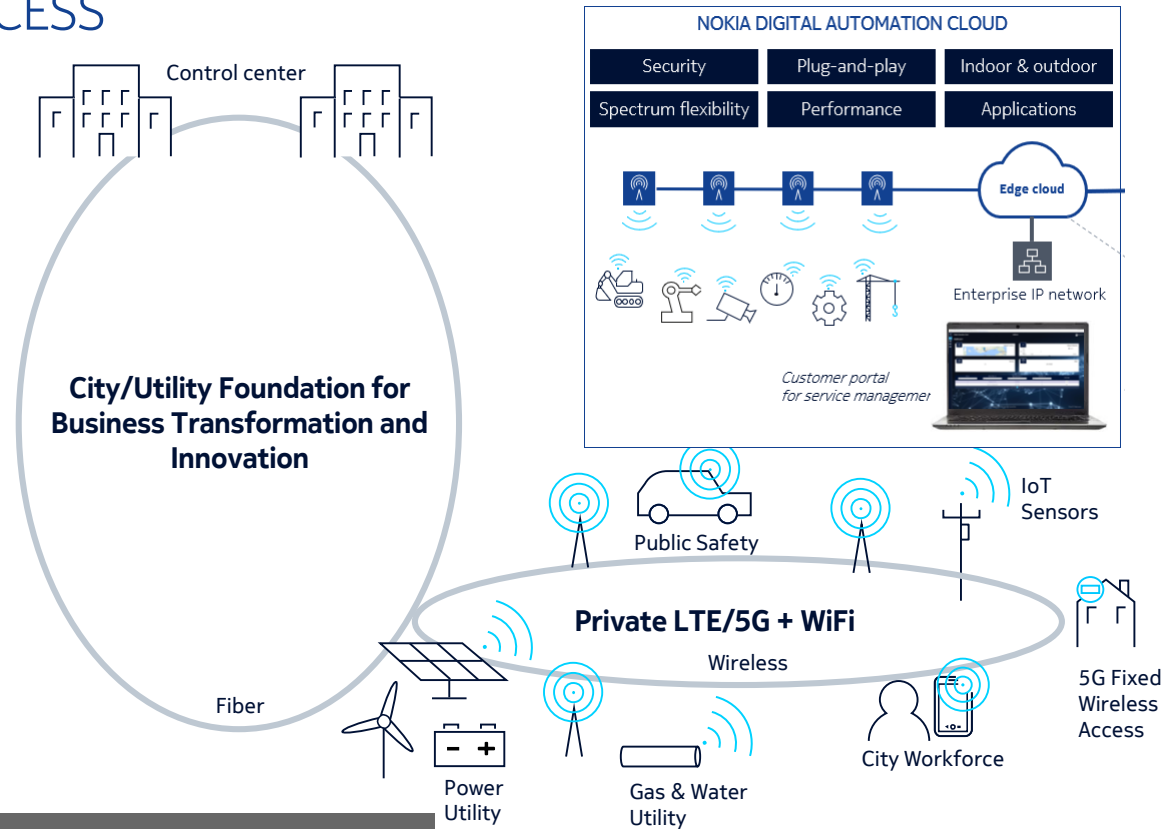 NOKIA DIGITAL AUTOMATION CLOUD
Security
Plug-and-play
Indoor & outdoor
Spectrum flexibility
Performance
Applications
Edge cloud
Enterprise IP network
Customer portal
for service managemen
Control center
City/Utility Foundation for
Business Transformation and
Innovation
Fiber
IoT
Sensors
Public Safety
Private LTE/5G + WiFi
Wireless
5G Fixed
Wireless
Access
City Workforce
Power
Utility
Gas & Water
Utility